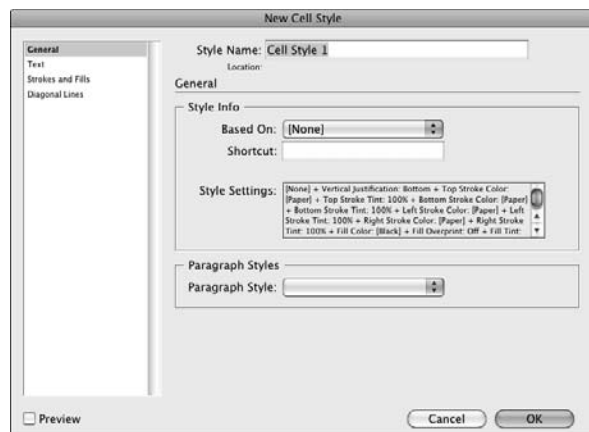 New Cell Style
General
Text
Strokes and Fills
Diagonal Lines
Style Name: Cell Style 1
Location:
General
Style Info
Based On: [None]
Shortcut:
Style Settings: [None] + Vertical Justification: Bottom + Top Stroke Color:
[Paper] + Top Stroke Tint: 100% + Bottom Stroke Color: [Paper]
+ Bottom Stroke Tint: 100% + Left Stroke Color: [Paper] + Left
Stroke Tint: 100% + Right Stroke Color: [Paper] + Right Stroke
Tint: 100% + Fill Color: [Black] + Fill Overprint: Off + Fill Tint:
Paragraph Styles
Paragraph Style:
Preview
Cancel
OK